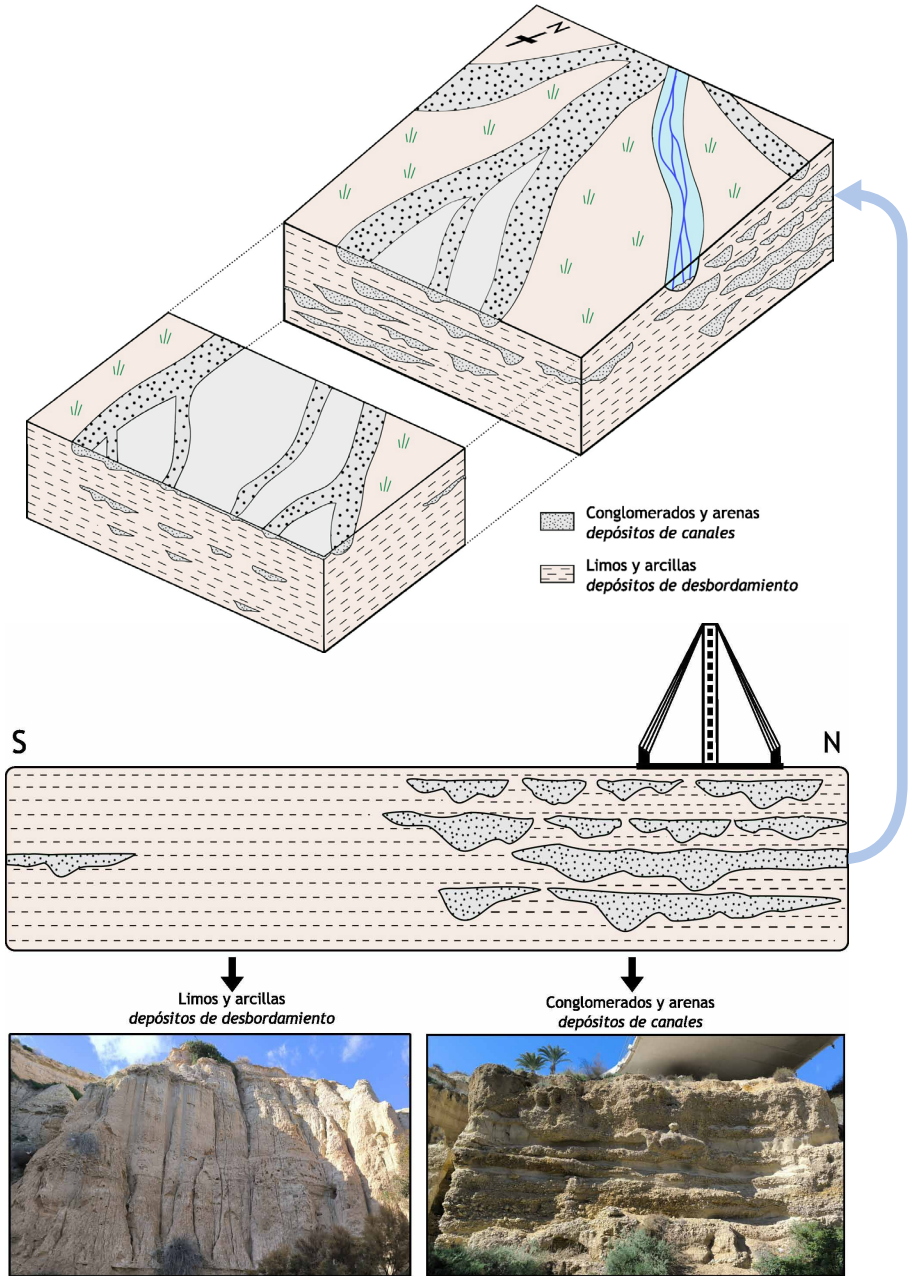 N
Conglomerados y arenas
depósitos de canales
Limos y arcillas
depósitos de desbordamiento
S
N
Limos y arcillas
depósitos de desbordamiento
Conglomerados y arenas
depósitos de canales